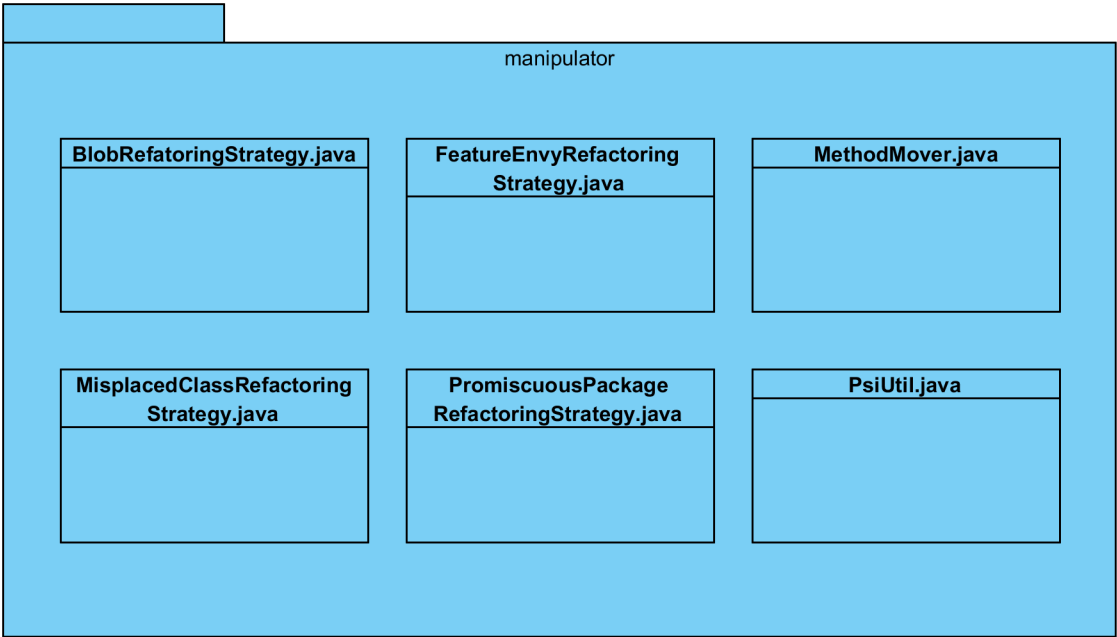 manipulator
BlobRefatoringStrategy.java
FeatureEnvyRefactoring
Strategy.java
MethodMover.java
MisplacedClassRefactoring
Strategy.java
PromiscuousPackage
RefactoringStrategy.java
PsiUtil.java